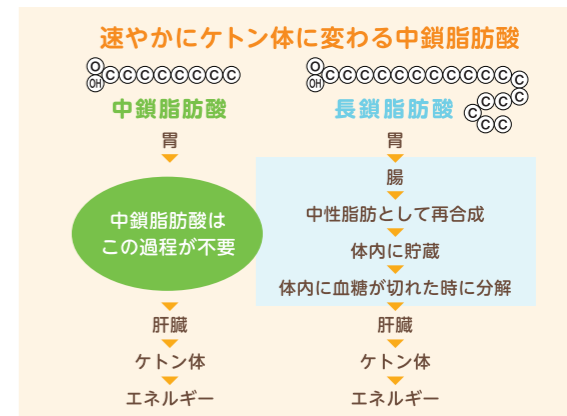 速やかにケトン体に変わる中鎖脂肪酸
O
OH
CCCCCCCC
中鎖脂肪酸
胃
中鎖脂肪酸は
この過程が不要
肝臓
ケトン体
エネルギー
O
OH
CCCCCCCCCCCC
CCCC
CCC
長鎖脂肪酸
胃
腸
中性脂肪として再合成
体内に貯蔵
体内に血糖が切れた時に分解
肝臓
ケトン体
エネルギー